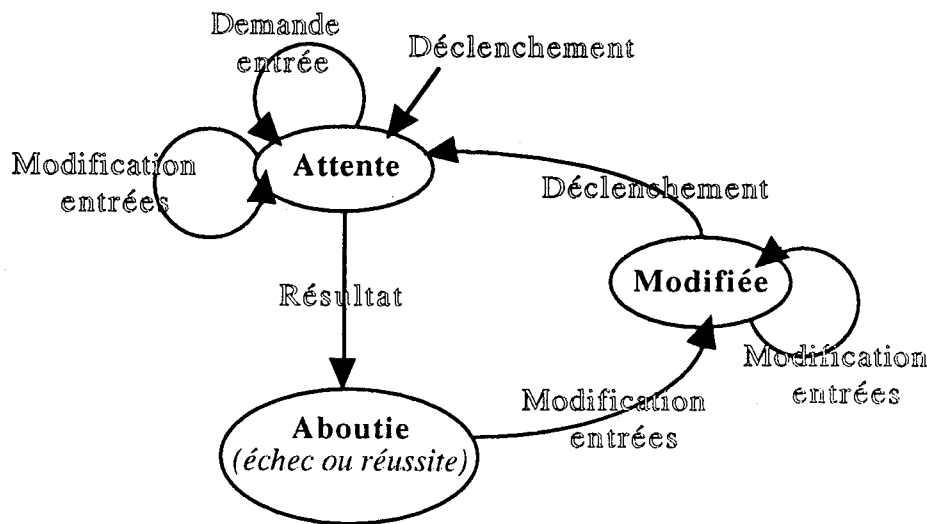 Demande
entrée
Déclenchement
Attente
Modification
entrées
Déclenchement
Modifiée
Résultat
Modification
entrées
Modification
entrées
Aboutie
(échec ou réussite)